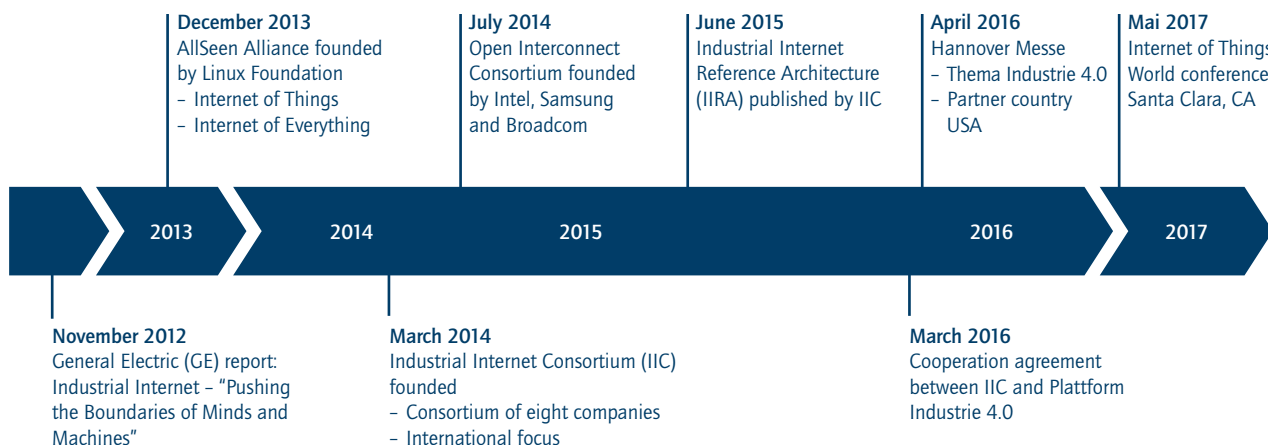 December 2013
AllSeen Alliance founded
by Linux Foundation
– Internet of Things
– Internet of Everything
July 2014
Open Interconnect
Consortium founded
by Intel, Samsung
and Broadcom
June 2015
Industrial Internet
Reference Architecture
(IIRA) published by IIC
April 2016
Hannover Messe
– Thema Industrie 4.0
– Partner country
USA
Mai 2017
Internet of Things
World conference
Santa Clara, CA
2013
2014
2015
2016
2017
November 2012
General Electric (GE) report:
Industrial Internet – “Pushing
the Boundaries of Minds and
Machines”
March 2014
Industrial Internet Consortium (IIC)
founded
– Consortium of eight companies
– International focus
March 2016
Cooperation agreement
between IIC and Plattform
Industrie 4.0